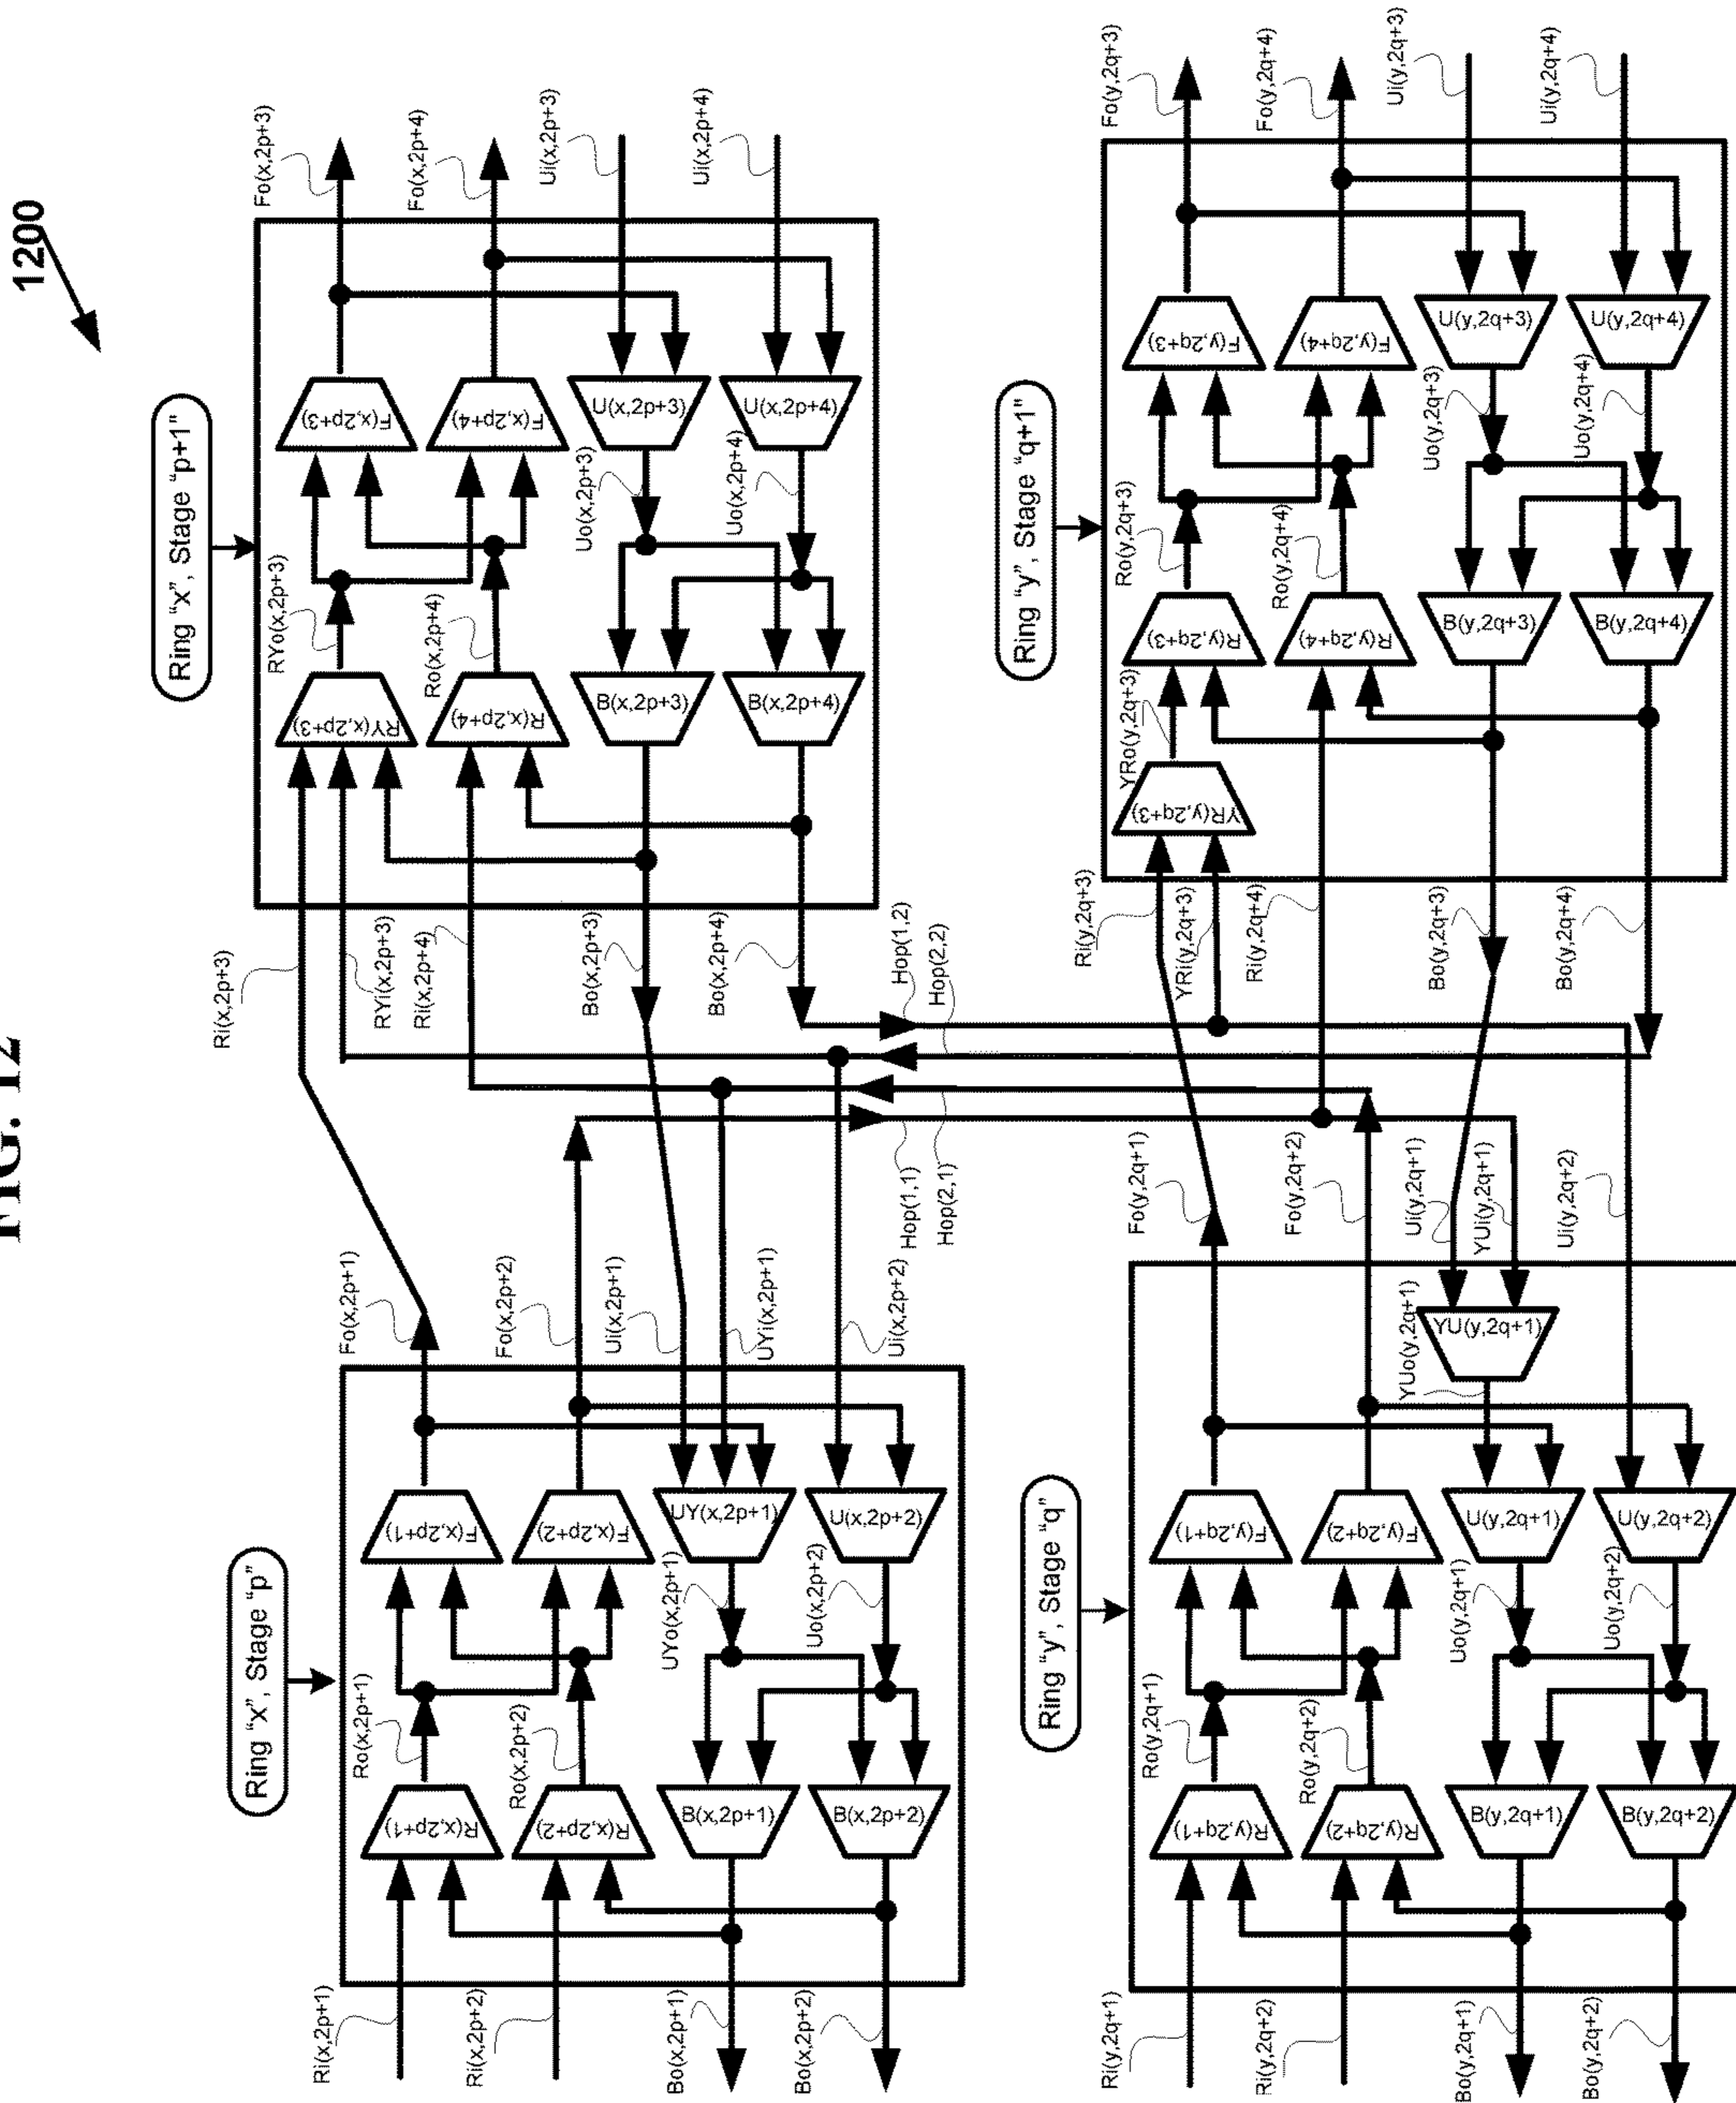 FIG. 12
1200
Ring "x", Stage "p"
Ri(x,2p+1)
Ri(x,2p+2)
Bo(x,2p+1)
Bo(x,2p+2)
R(x,2p+1)
R(x,2p+2)
B(x,2p+1)
B(x,2p+2)
Ro(x,2p+1)
Ro(x,2p+2)
UYo(x,2p+1)
Uo(x,2p+2)
F(x,2p+1)
F(x,2p+2)
UY(x,2p+1)
U(x,2p+2)
Fo(x,2p+1)
Fo(x,2p+2)
Ui(x,2p+1)
UYi(x,2p+1)
Ui(x,2p+2)
Hop(1,1)
Hop(2,1)
Hop(1,2)
Hop(2,2)
Ring "x", Stage "p+1"
Ri(x,2p+3)
RYi(x,2p+3)
Ri(x,2p+4)
Bo(x,2p+3)
Bo(x,2p+4)
RY(x,2p+3)
R(x,2p+4)
B(x,2p+3)
B(x,2p+4)
RYo(x,2p+3)
Ro(x,2p+4)
Uo(x,2p+3)
Uo(x,2p+4)
F(x,2p+3)
F(x,2p+4)
U(x,2p+3)
U(x,2p+4)
Fo(x,2p+3)
Fo(x,2p+4)
Ui(x,2p+3)
Ui(x,2p+4)
Ring "y", Stage "q"
Ri(y,2q+1)
Ri(y,2q+2)
Bo(y,2q+1)
Bo(y,2q+2)
R(y,2q+1)
R(y,2q+2)
B(y,2q+1)
B(y,2q+2)
Ro(y,2q+1)
Ro(y,2q+2)
Uo(y,2q+1)
Uo(y,2q+2)
F(y,2q+1)
F(y,2q+2)
U(y,2q+1)
U(y,2q+2)
YUo(y,2q+1)
YU(y,2q+1)
Fo(y,2q+1)
Fo(y,2q+2)
Ui(y,2q+1)
YUi(y,2q+1)
Ui(y,2q+2)
Ring "y", Stage "q+1"
Ri(y,2q+3)
YRi(y,2q+3)
Ri(y,2q+4)
Bo(y,2q+3)
Bo(y,2q+4)
YR(y,2q+3)
YRo(y,2q+3)
R(y,2q+3)
R(y,2q+4)
B(y,2q+3)
B(y,2q+4)
Ro(y,2q+3)
Ro(y,2q+4)
Uo(y,2q+3)
Uo(y,2q+4)
F(y,2q+3)
F(y,2q+4)
U(y,2q+3)
U(y,2q+4)
Fo(y,2q+3)
Fo(y,2q+4)
Ui(y,2q+3)
Ui(y,2q+4)